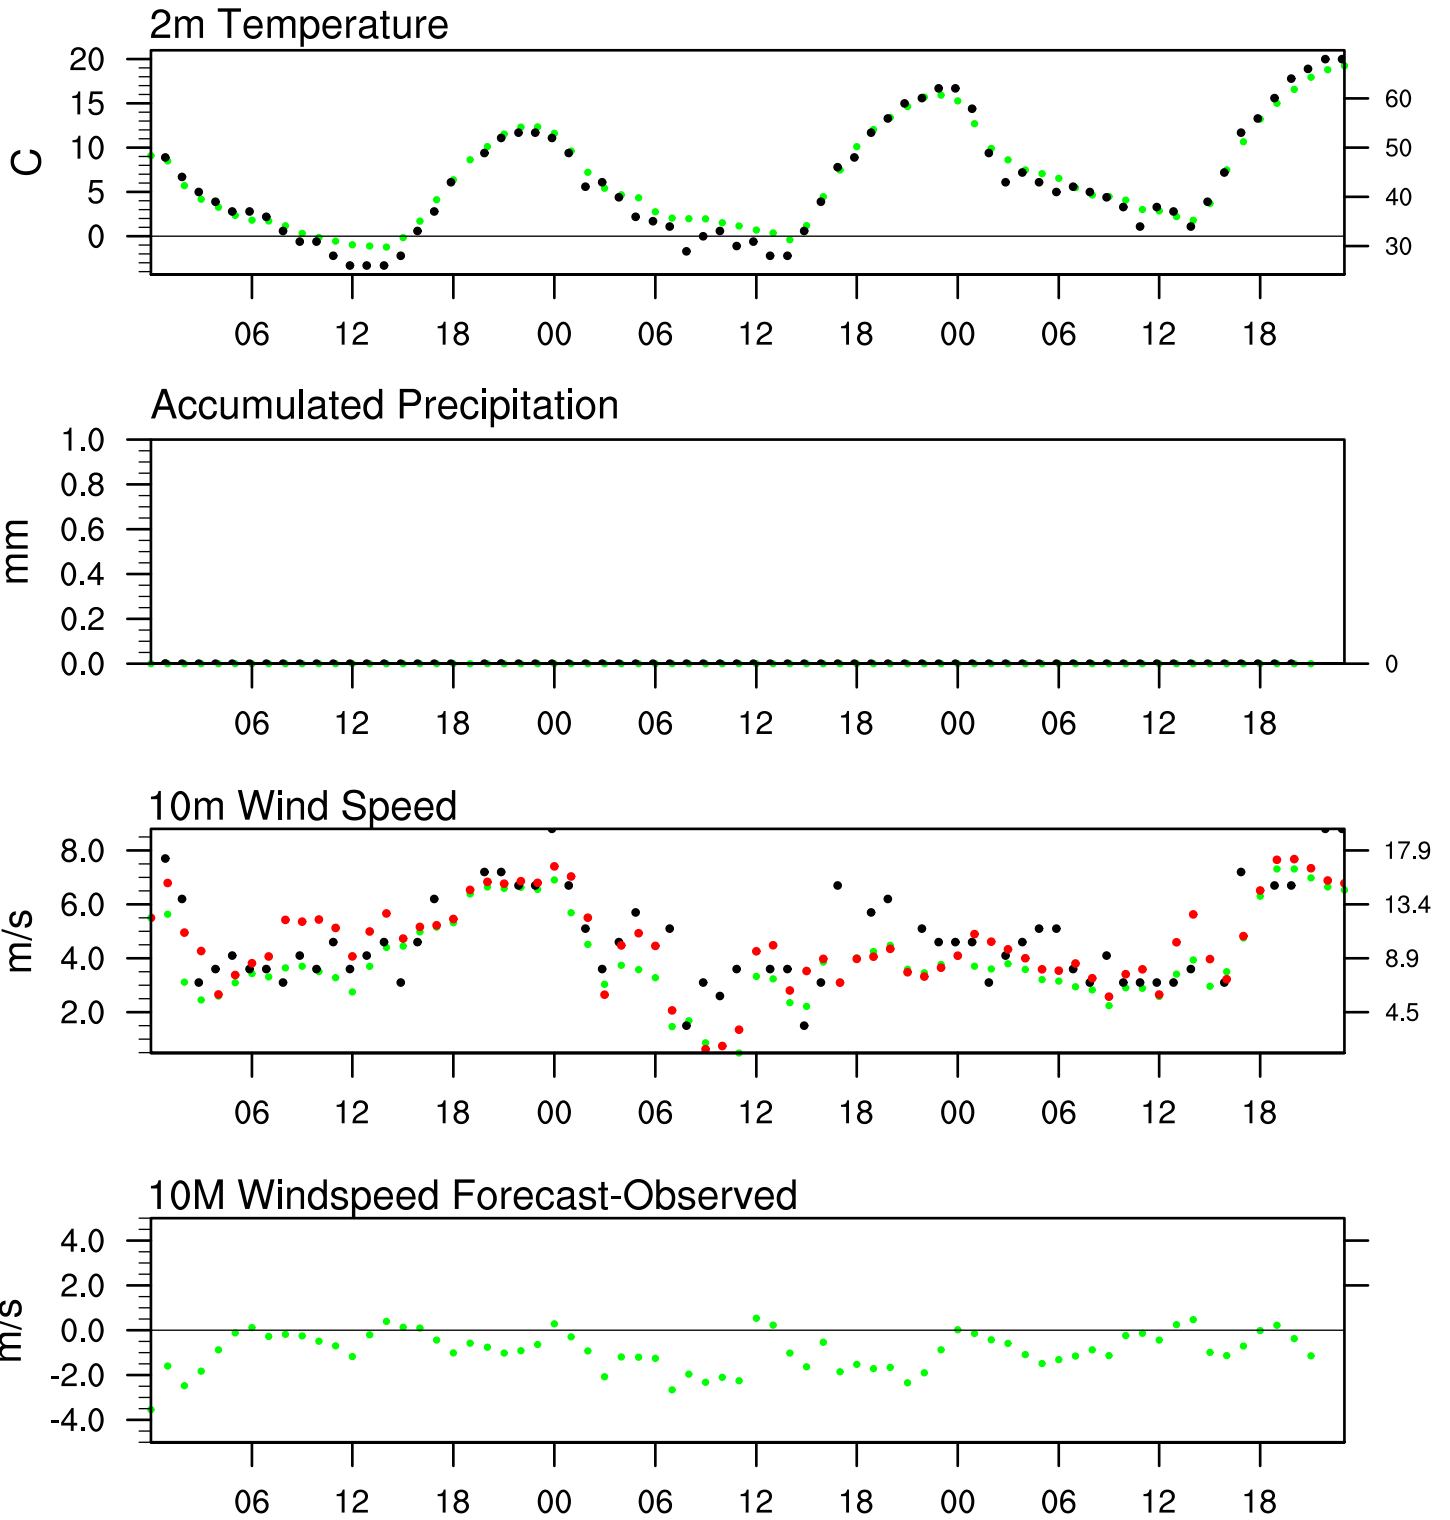 2m Temperature
20
15
10
5
0
C
60
50
40
30
06 12 18 00 06 12 18 00 06 12 18
Accumulated Precipitation
1.0
0.8
0.6
0.4
0.2
0.0
mm
0
06 12 18 00 06 12 18 00 06 12 18
10m Wind Speed
8.0
6.0
4.0
2.0
m/s
17.9
13.4
8.9
4.5
06 12 18 00 06 12 18 00 06 12 18
10M Windspeed Forecast-Observed
4.0
2.0
0.0
-2.0
-4.0
m/s
06 12 18 00 06 12 18 00 06 12 18